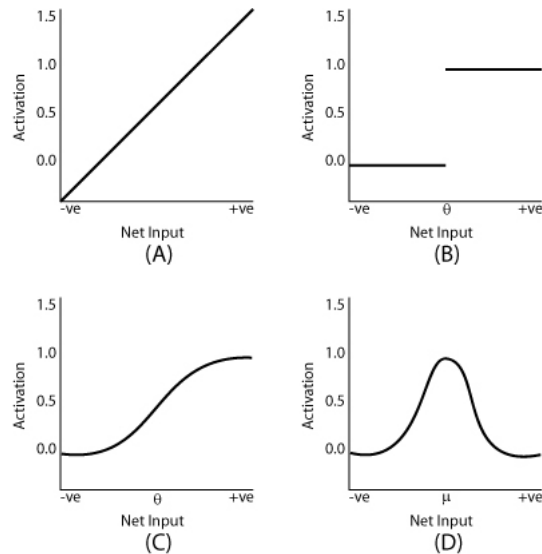 1.5
1.0
0.5
0.0
Activation
-ve +ve
Net Input
(A)
1.5
1.0
0.5
0.0
Activation
-ve θ +ve
Net Input
(B)
1.5
1.0
0.5
0.0
Activation
-ve θ +ve
Net Input
(C)
1.5
1.0
0.5
0.0
Activation
-ve μ +ve
Net Input
(D)